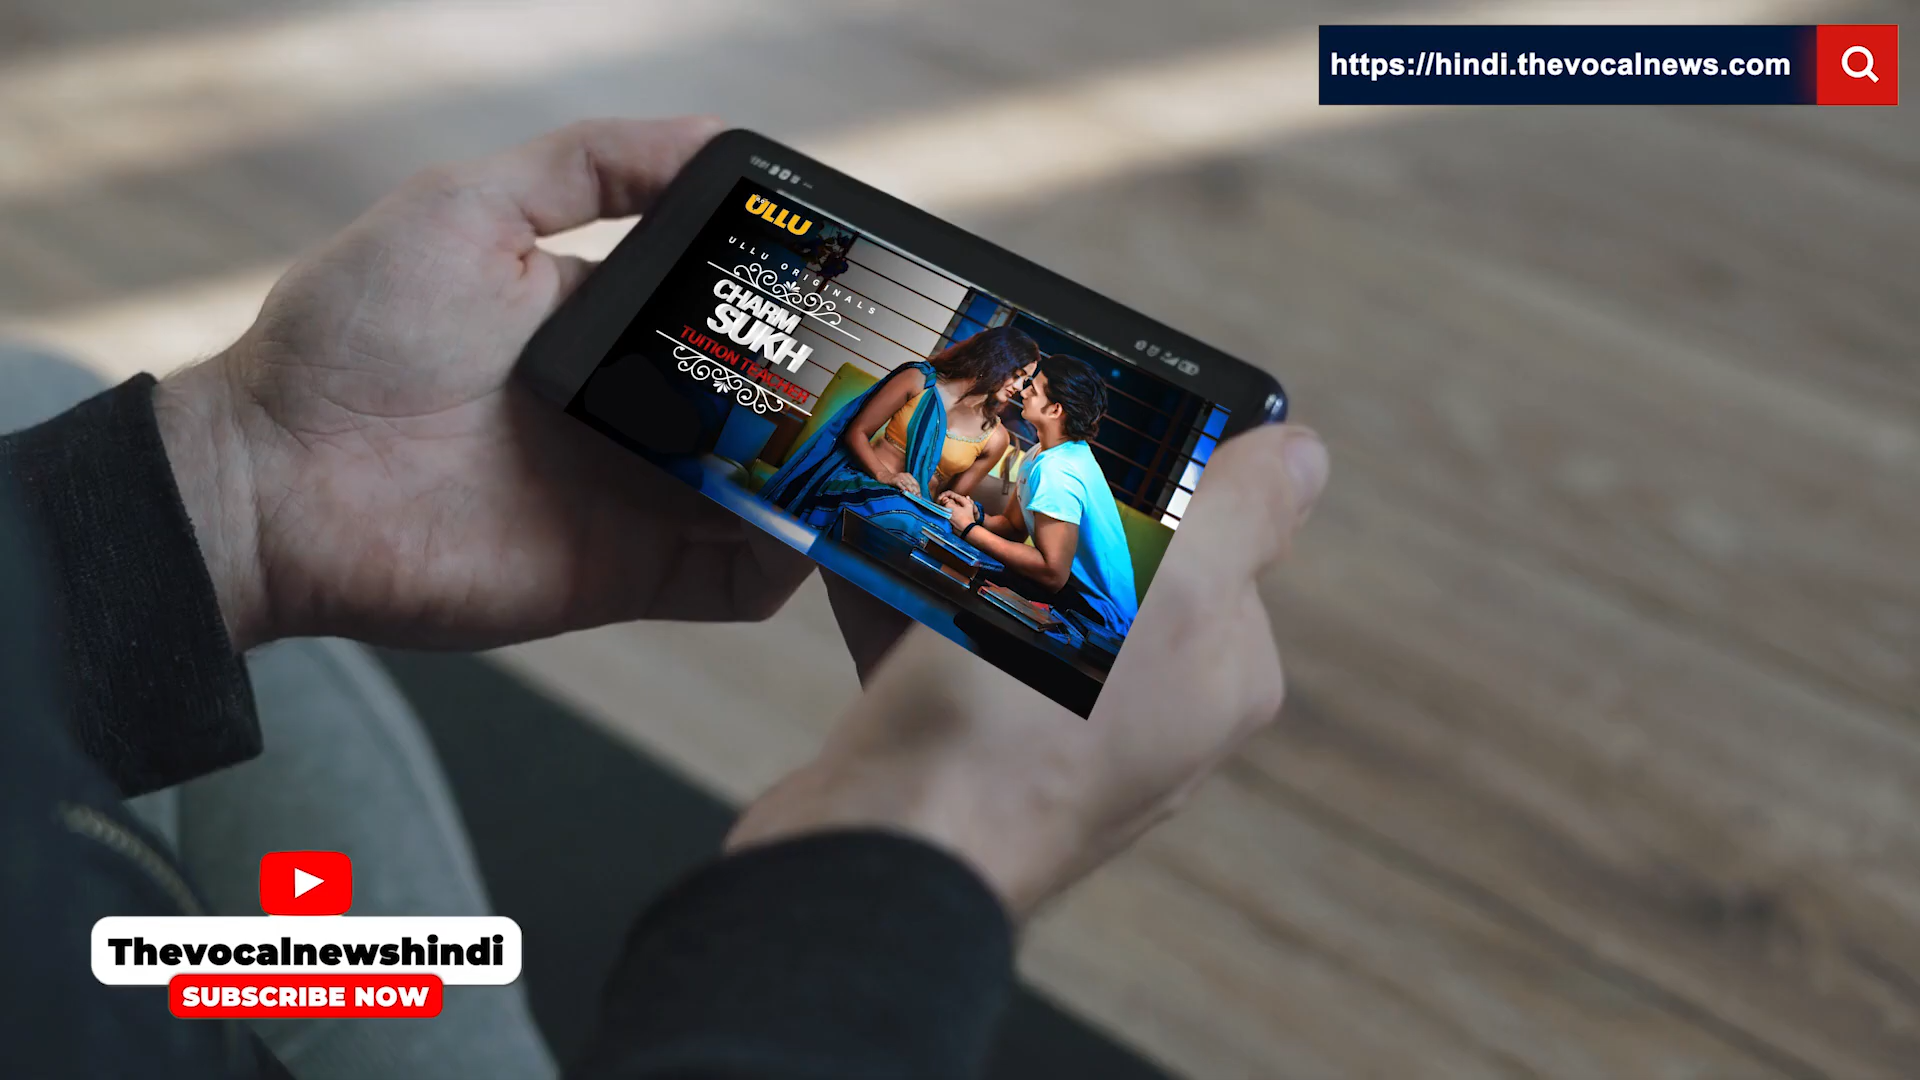 https://hindi.thevocalnews.com
ULLU
ULLU ORIGINALS
CHARM
SUKH
TUITION TEACHER
Thevocalnewshindi
SUBSCRIBE NOW